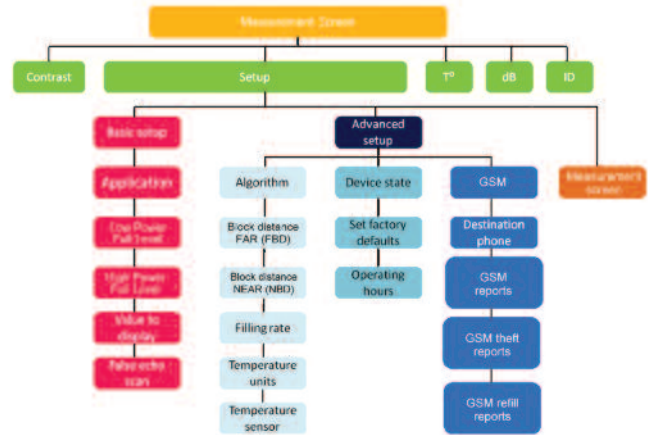 Measurement Screen
Contrast
Setup
Tº
dB
ID
Basic setup
Advanced
setup
Application
Algorithm
Device state
GSM
Measurement
screen
Low Power
Full Level
Block distance
FAR (FBD)
Set factory
defaults
Destination
phone
High Power
Full Level
Block distance
NEAR (NBD)
Operating
hours
GSM
reports
Value to
display
Filling rate
GSM theft
reports
False echo
scan
Temperature
units
GSM refill
reports
Temperature
sensor